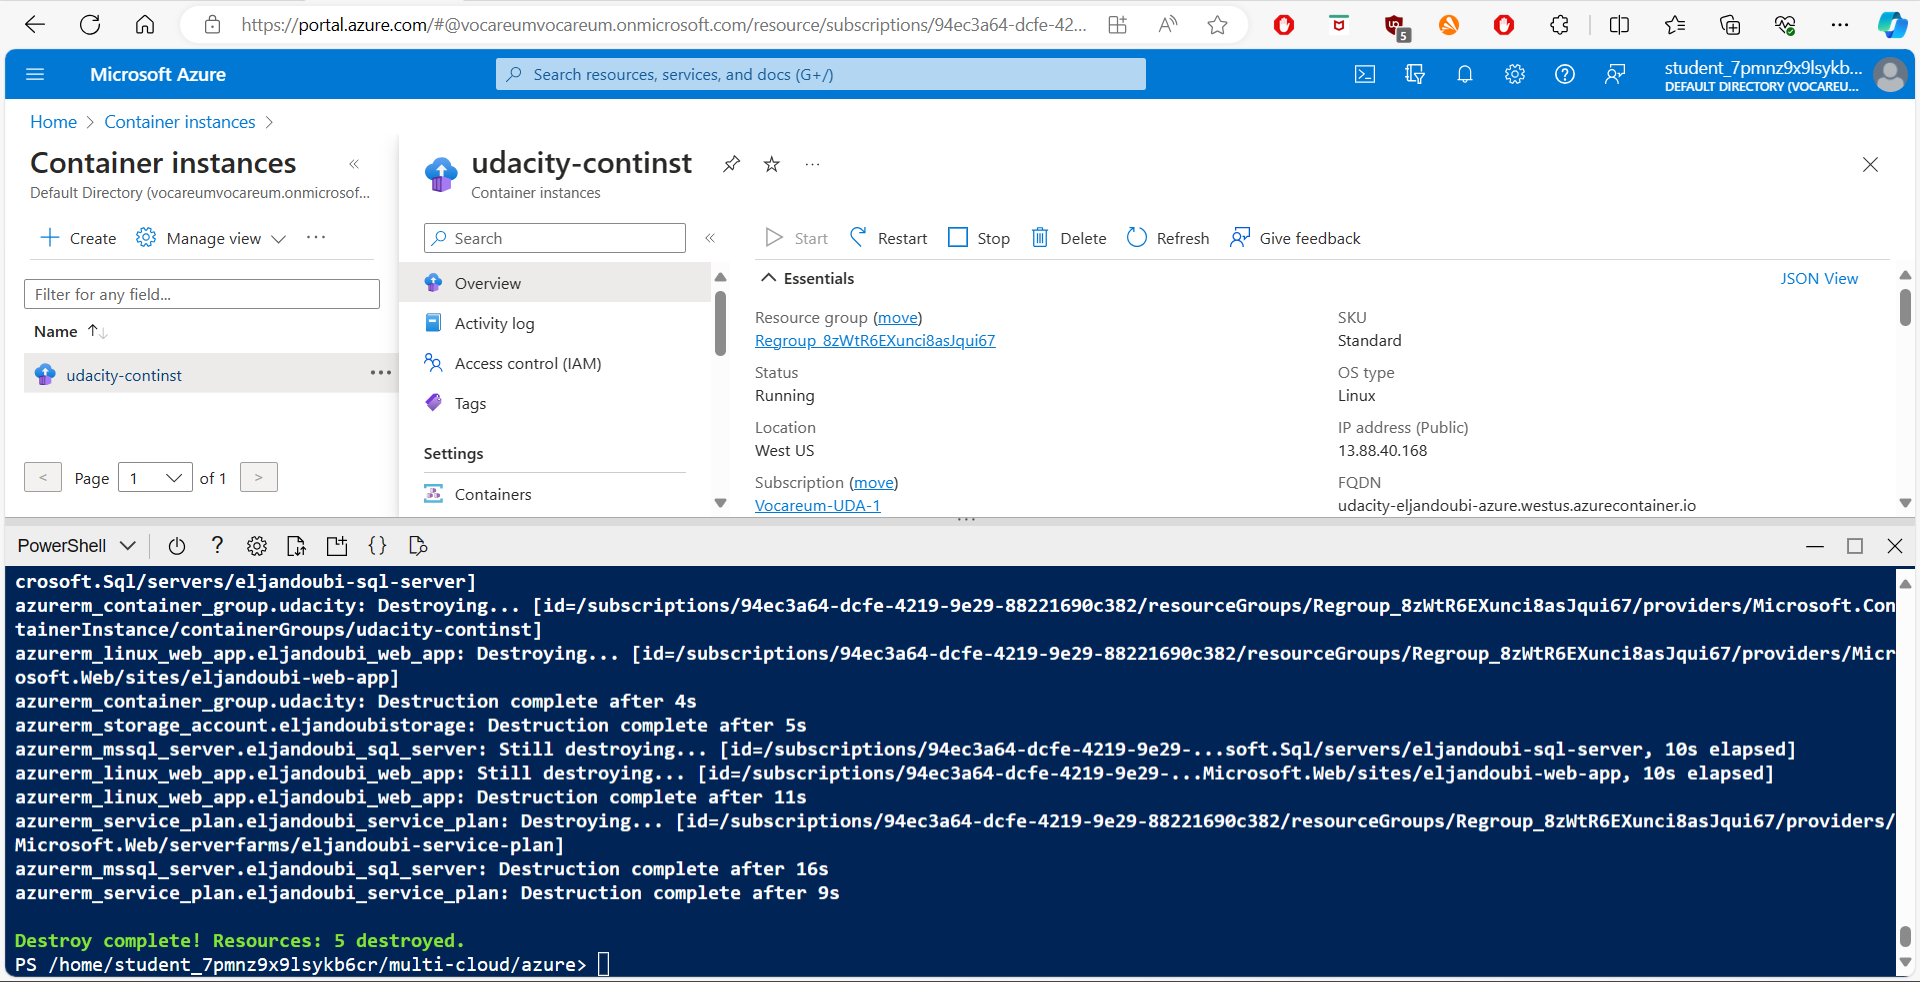 https://portal.azure.com/#@vocareumvocareum.onmicrosoft.com/resource/subscriptions/94ec3a64-dcfe-42...
5
Microsoft Azure
Search resources, services, and docs (G+/)
student_7pmnz9x9lsykb...
DEFAULT DIRECTORY (VOCAREU...
Home > Container instances >
Container instances
Default Directory (vocareumvocareum.onmicrosof...
Create
Manage view
Filter for any field...
Name
udacity-continst
< Page 1 of 1 >
udacity-continst
Container instances
Search
Overview
Activity log
Access control (IAM)
Tags
Settings
Containers
Start Restart Stop Delete Refresh Give feedback
Essentials
JSON View
Resource group (move)
Regroup_8zWtR6EXunci8asJqui67
Status
Running
Location
West US
Subscription (move)
Vocareum-UDA-1
SKU
Standard
OS type
Linux
IP address (Public)
13.88.40.168
FQDN
udacity-eljandoubi-azure.westus.azurecontainer.io
PowerShell
crosoft.Sql/servers/eljandoubi-sql-server]
azurerm_container_group.udacity: Destroying... [id=/subscriptions/94ec3a64-dcfe-4219-9e29-88221690c382/resourceGroups/Regroup_8zWtR6EXunci8asJqui67/providers/Microsoft.Con
tainerInstance/containerGroups/udacity-continst]
azurerm_linux_web_app.eljandoubi_web_app: Destroying... [id=/subscriptions/94ec3a64-dcfe-4219-9e29-88221690c382/resourceGroups/Regroup_8zWtR6EXunci8asJqui67/providers/Micr
osoft.Web/sites/eljandoubi-web-app]
azurerm_container_group.udacity: Destruction complete after 4s
azurerm_storage_account.eljandoubistorage: Destruction complete after 5s
azurerm_mssql_server.eljandoubi_sql_server: Still destroying... [id=/subscriptions/94ec3a64-dcfe-4219-9e29-...soft.Sql/servers/eljandoubi-sql-server, 10s elapsed]
azurerm_linux_web_app.eljandoubi_web_app: Still destroying... [id=/subscriptions/94ec3a64-dcfe-4219-9e29-...Microsoft.Web/sites/eljandoubi-web-app, 10s elapsed]
azurerm_linux_web_app.eljandoubi_web_app: Destruction complete after 11s
azurerm_service_plan.eljandoubi_service_plan: Destroying... [id=/subscriptions/94ec3a64-dcfe-4219-9e29-88221690c382/resourceGroups/Regroup_8zWtR6EXunci8asJqui67/providers/
Microsoft.Web/serverfarms/eljandoubi-service-plan]
azurerm_mssql_server.eljandoubi_sql_server: Destruction complete after 16s
azurerm_service_plan.eljandoubi_service_plan: Destruction complete after 9s
Destroy complete! Resources: 5 destroyed.
PS /home/student_7pmnz9x9lsykb6cr/multi-cloud/azure>